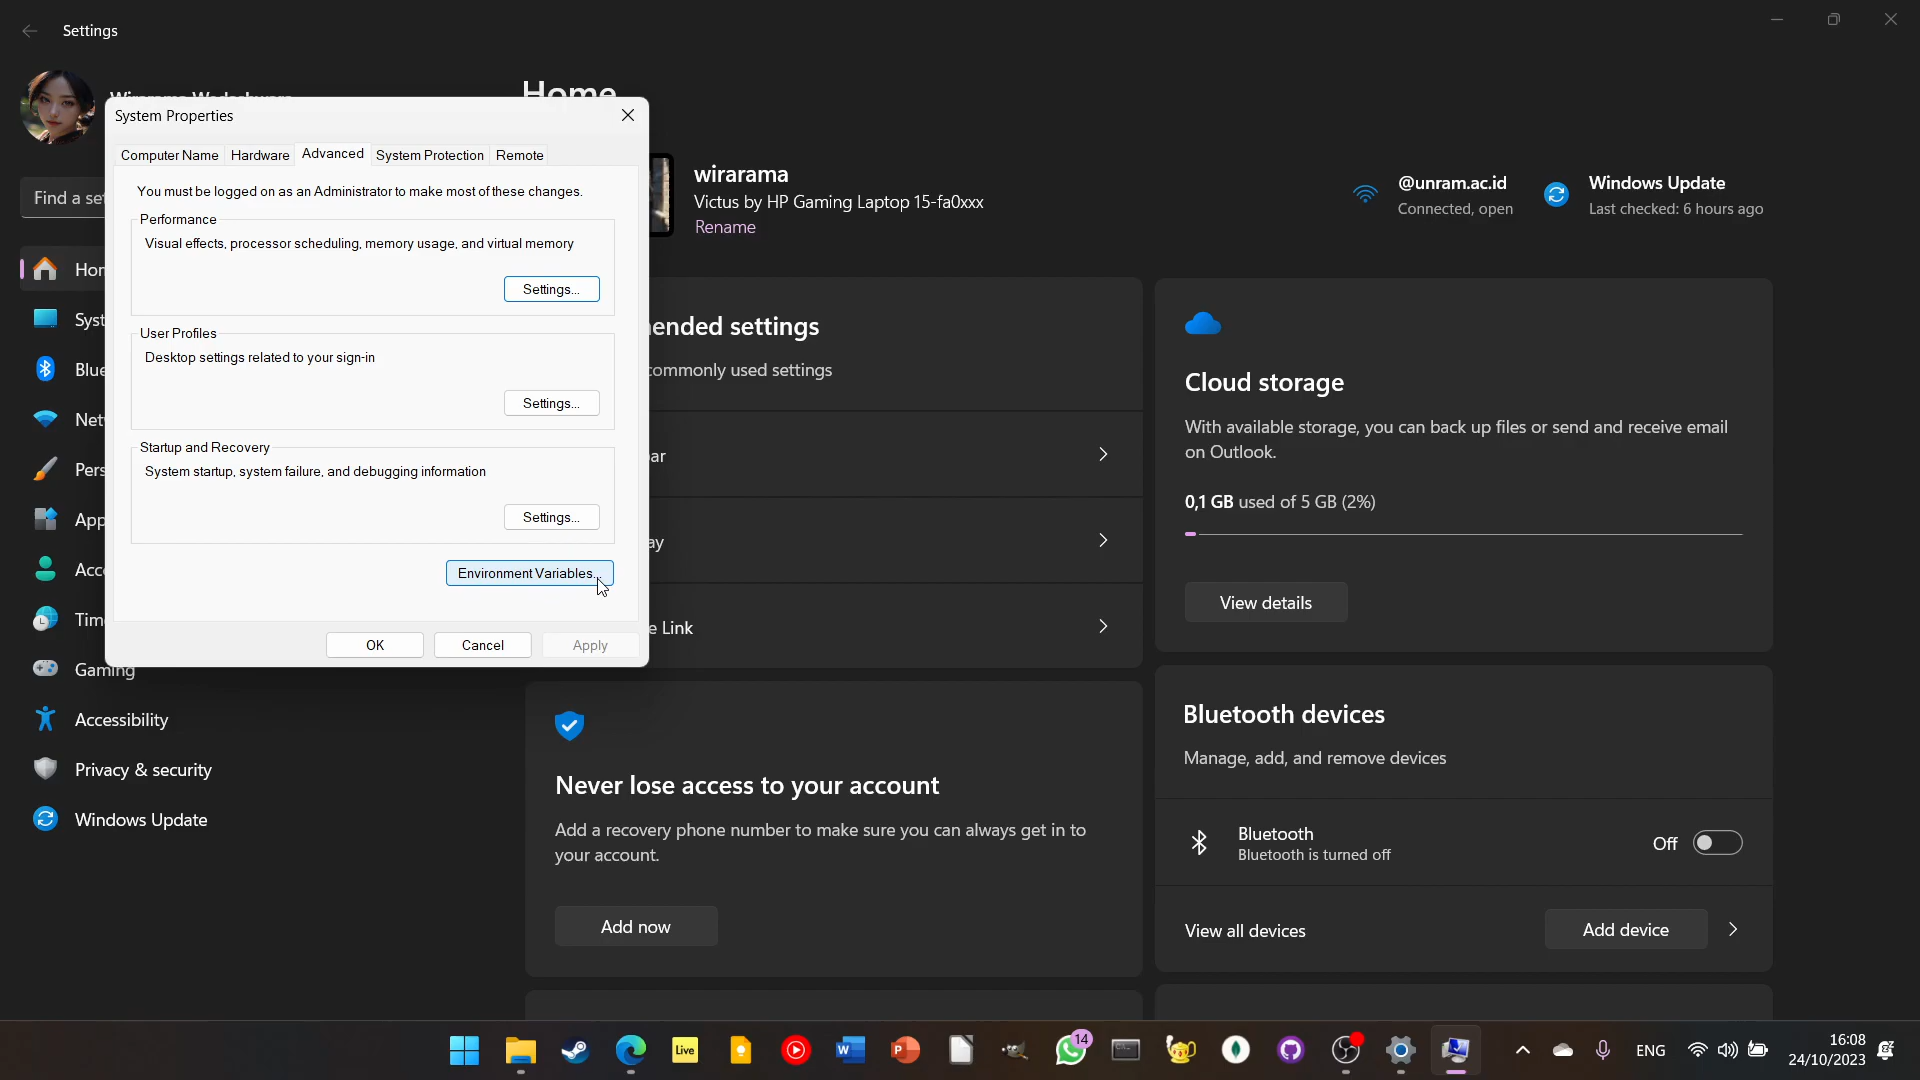 Settings
Home
System Properties
Computer Name
Hardware
Advanced
System Protection
Remote
You must be logged on as an Administrator to make most of these changes.
Performance
Visual effects, processor scheduling, memory usage, and virtual memory
Settings...
User Profiles
Desktop settings related to your sign-in
Settings...
Startup and Recovery
System startup, system failure, and debugging information
Settings...
Environment Variables...
OK
Cancel
Apply
Find a set
Hor
Syst
Blue
Netw
Pers
App
Acc
Time
Gaming
Accessibility
Privacy & security
Windows Update
wirarama
Victus by HP Gaming Laptop 15-fa0xxx
Rename
@unram.ac.id
Connected, open
Windows Update
Last checked: 6 hours ago
ended settings
commonly used settings
ar
ay
e Link
Never lose access to your account
Add a recovery phone number to make sure you can always get in to
your account.
Add now
Cloud storage
With available storage, you can back up files or send and receive email
on Outlook.
0,1 GB used of 5 GB (2%)
View details
Bluetooth devices
Manage, add, and remove devices
Bluetooth
Bluetooth is turned off
Off
View all devices
Add device
Live
14
ENG
16:08
24/10/2023